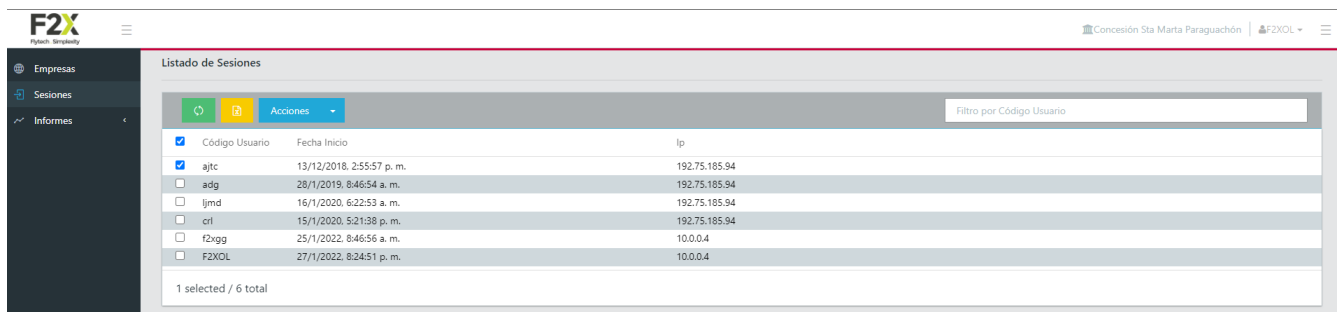 F2X
Flytech Simplexity
Concesión Sta Marta Paraguachón F2XOL
Empresas
Sesiones
Informes
Listado de Sesiones
Acciones
Filtro por Código Usuario
Código Usuario Fecha Inicio Ip
ajtc 13/12/2018, 2:55:57 p. m. 192.75.185.94
adg 28/1/2019, 8:46:54 a. m. 192.75.185.94
ljmd 16/1/2020, 6:22:53 a. m. 192.75.185.94
crl 15/1/2020, 5:21:38 p. m. 192.75.185.94
f2xgg 25/1/2022, 8:46:56 a. m. 10.0.0.4
F2XOL 27/1/2022, 8:24:51 p. m. 10.0.0.4
1 selected / 6 total